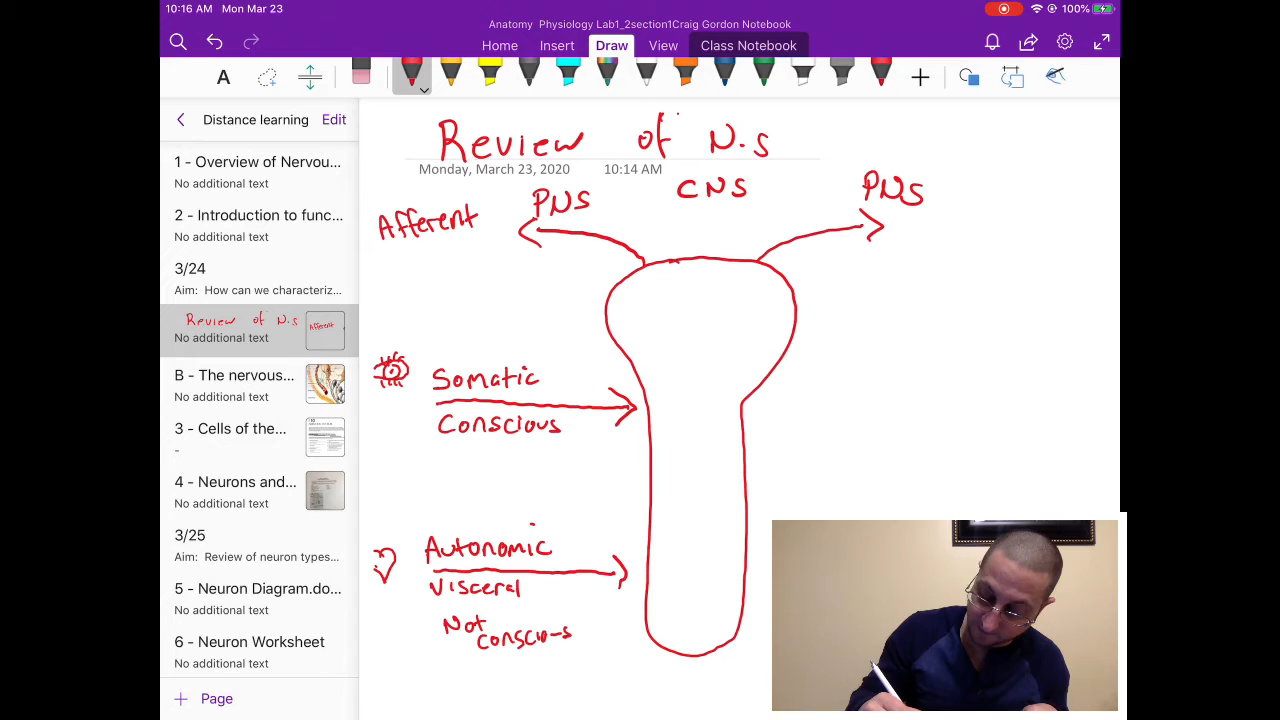 10:16 AM Mon Mar 23
100%
Anatomy Physiology Lab1_2section1Craig Gordon Notebook
Home Insert Draw View Class Notebook
A
Distance learning Edit
1 - Overview of Nervou...
No additional text
2 - Introduction to func...
No additional text
3/24
Aim: How can we characteriz...
Review of N.s
Afferent
No additional text
B - The nervous...
No additional text
3 - Cells of the...
-
4 - Neurons and...
No additional text
3/25
Aim: Review of neuron types...
5 - Neuron Diagram.do...
No additional text
6 - Neuron Worksheet
No additional text
+ Page
Review of N.s
Monday, March 23, 2020 10:14 AM
PNS CNS PNS
Afferent
Somatic
Conscious
Autonomic
Visceral
Not
conscious